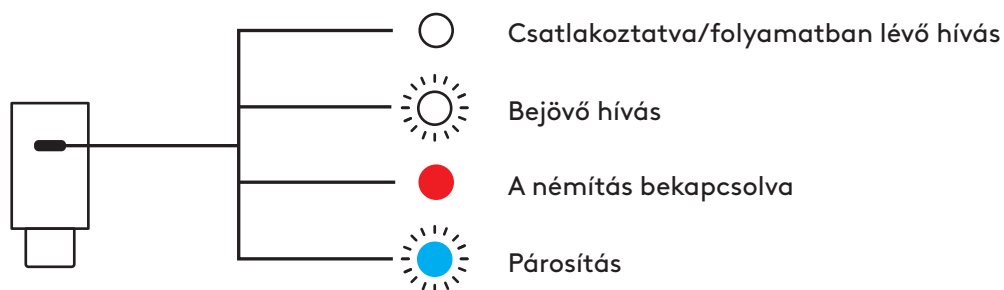 Csatlakoztatva/folyamatban lévő hívás
Bejövő hívás
A némítás bekapcsolva
Párosítás